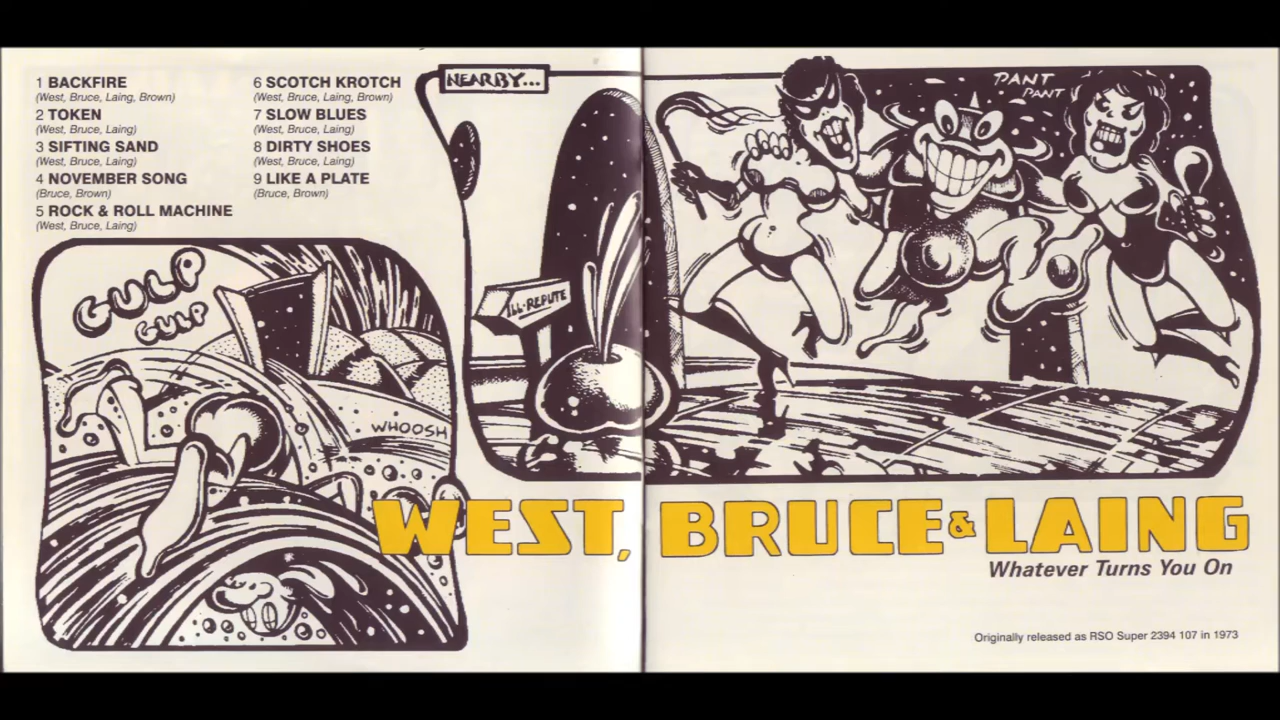 1 BACKFIRE
(West, Bruce, Laing, Brown)
2 TOKEN
(West, Bruce, Laing)
3 SIFTING SAND
(West, Bruce, Laing)
4 NOVEMBER SONG
(Bruce, Brown)
5 ROCK & ROLL MACHINE
(West, Bruce, Laing)
6 SCOTCH KROTCH
(West, Bruce, Laing, Brown)
7 SLOW BLUES
(West, Bruce, Laing)
8 DIRTY SHOES
(West, Bruce, Laing)
9 LIKE A PLATE
(Bruce, Brown)
NEARBY...
PANT
PANT
ILL-REPUTE
GULP
GULP
WHOOSH
WEST, BRUCE & LAING
Whatever Turns You On
Originally released as RSO Super 2394 107 in 1973